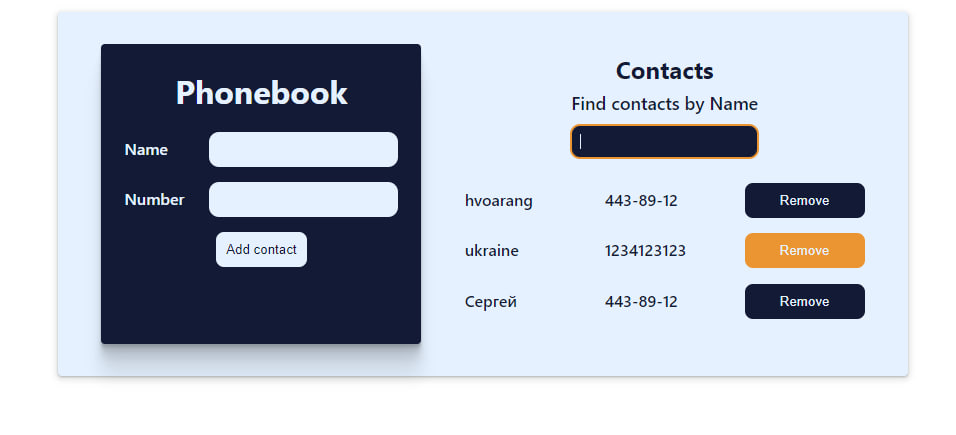 Phonebook
Name
Number
Add contact
Contacts
Find contacts by Name
hvoarang 443-89-12 Remove
ukraine 1234123123 Remove
Сергей 443-89-12 Remove